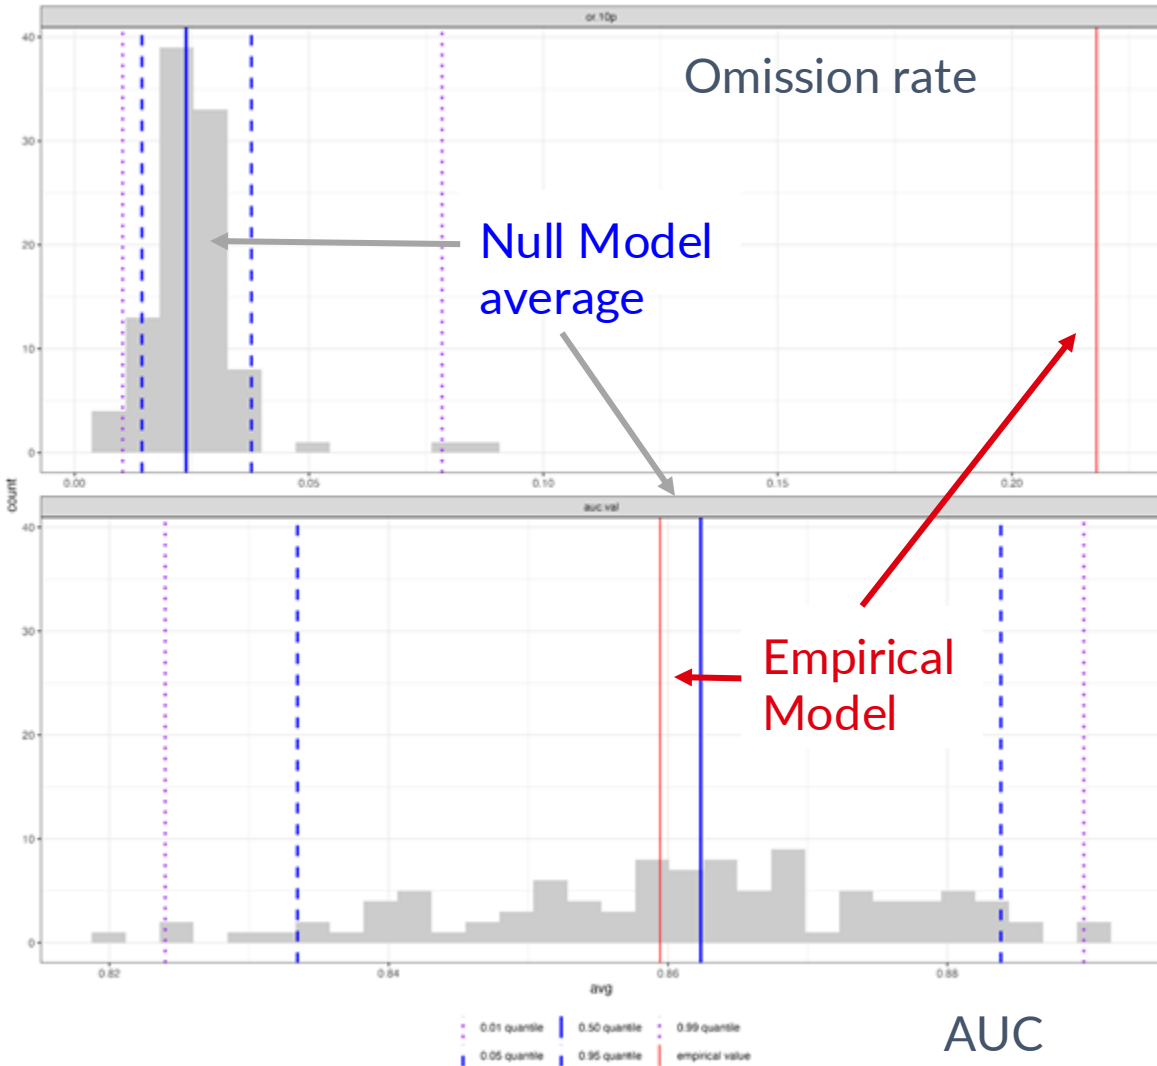 or.10p
Omission rate
40
30
20
10
0
Null Model
average
0.00 0.05 0.10 0.15 0.20
count
auc.val
40
30
20
10
0
Empirical
Model
0.82 0.84 0.86 0.88
avg
0.01 quantile 0.50 quantile 0.99 quantile
0.05 quantile 0.95 quantile empirical value
AUC